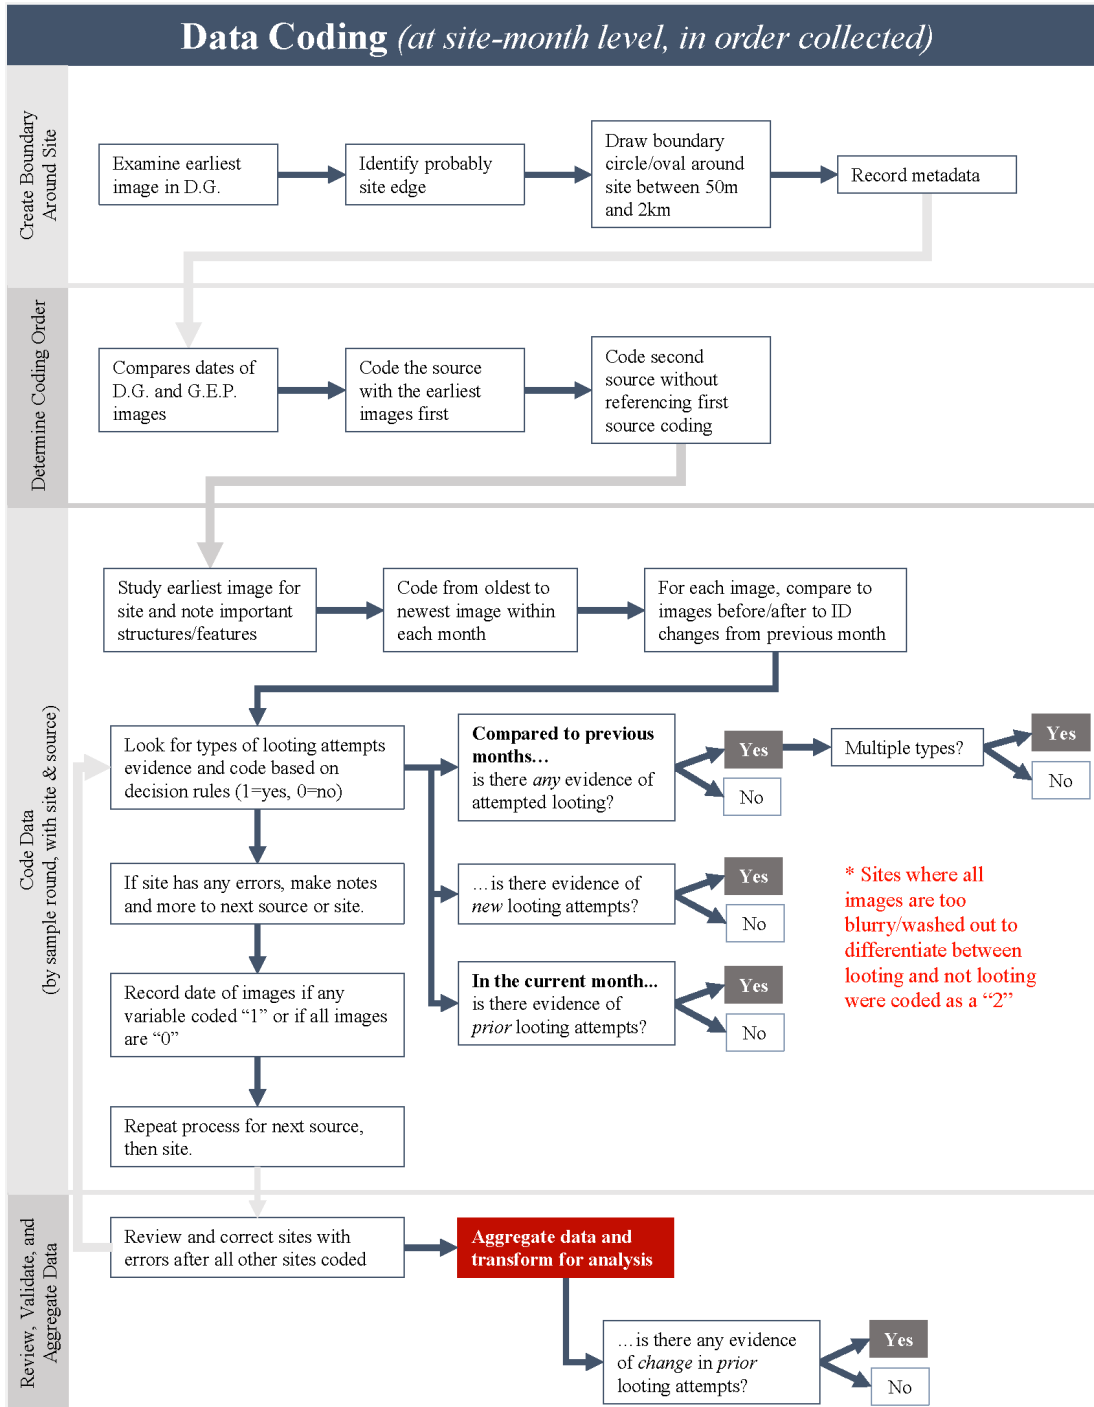 Data Coding (at site-month level, in order collected)
Create Boundary
Around Site
Examine earliest
image in D.G.
Identify probably
site edge
Draw boundary
circle/oval around
site between 50m
and 2km
Record metadata
Determine Coding Order
Compares dates of
D.G. and G.E.P.
images
Code the source
with the earliest
images first
Code second
source without
referencing first
source coding
Code Data
(by sample round, with site & source)
Study earliest image for
site and note important
structures/features
Code from oldest to
newest image within
each month
For each image, compare to
images before/after to ID
changes from previous month
Look for types of looting attempts
evidence and code based on
decision rules (1=yes, 0=no)
Compared to previous
months…
is there any evidence of
attempted looting?
Yes
No
Multiple types?
Yes
No
If site has any errors, make notes
and more to next source or site.
…is there evidence of
new looting attempts?
Yes
No
* Sites where all
images are too
blurry/washed out to
differentiate between
looting and not looting
were coded as a “2”
Record date of images if any
variable coded “1” or if all images
are “0”
In the current month...
is there evidence of
prior looting attempts?
Yes
No
Repeat process for next source,
then site.
Review, Validate, and
Aggregate Data
Review and correct sites with
errors after all other sites coded
Aggregate data and
transform for analysis
…is there any evidence
of change in prior
looting attempts?
Yes
No